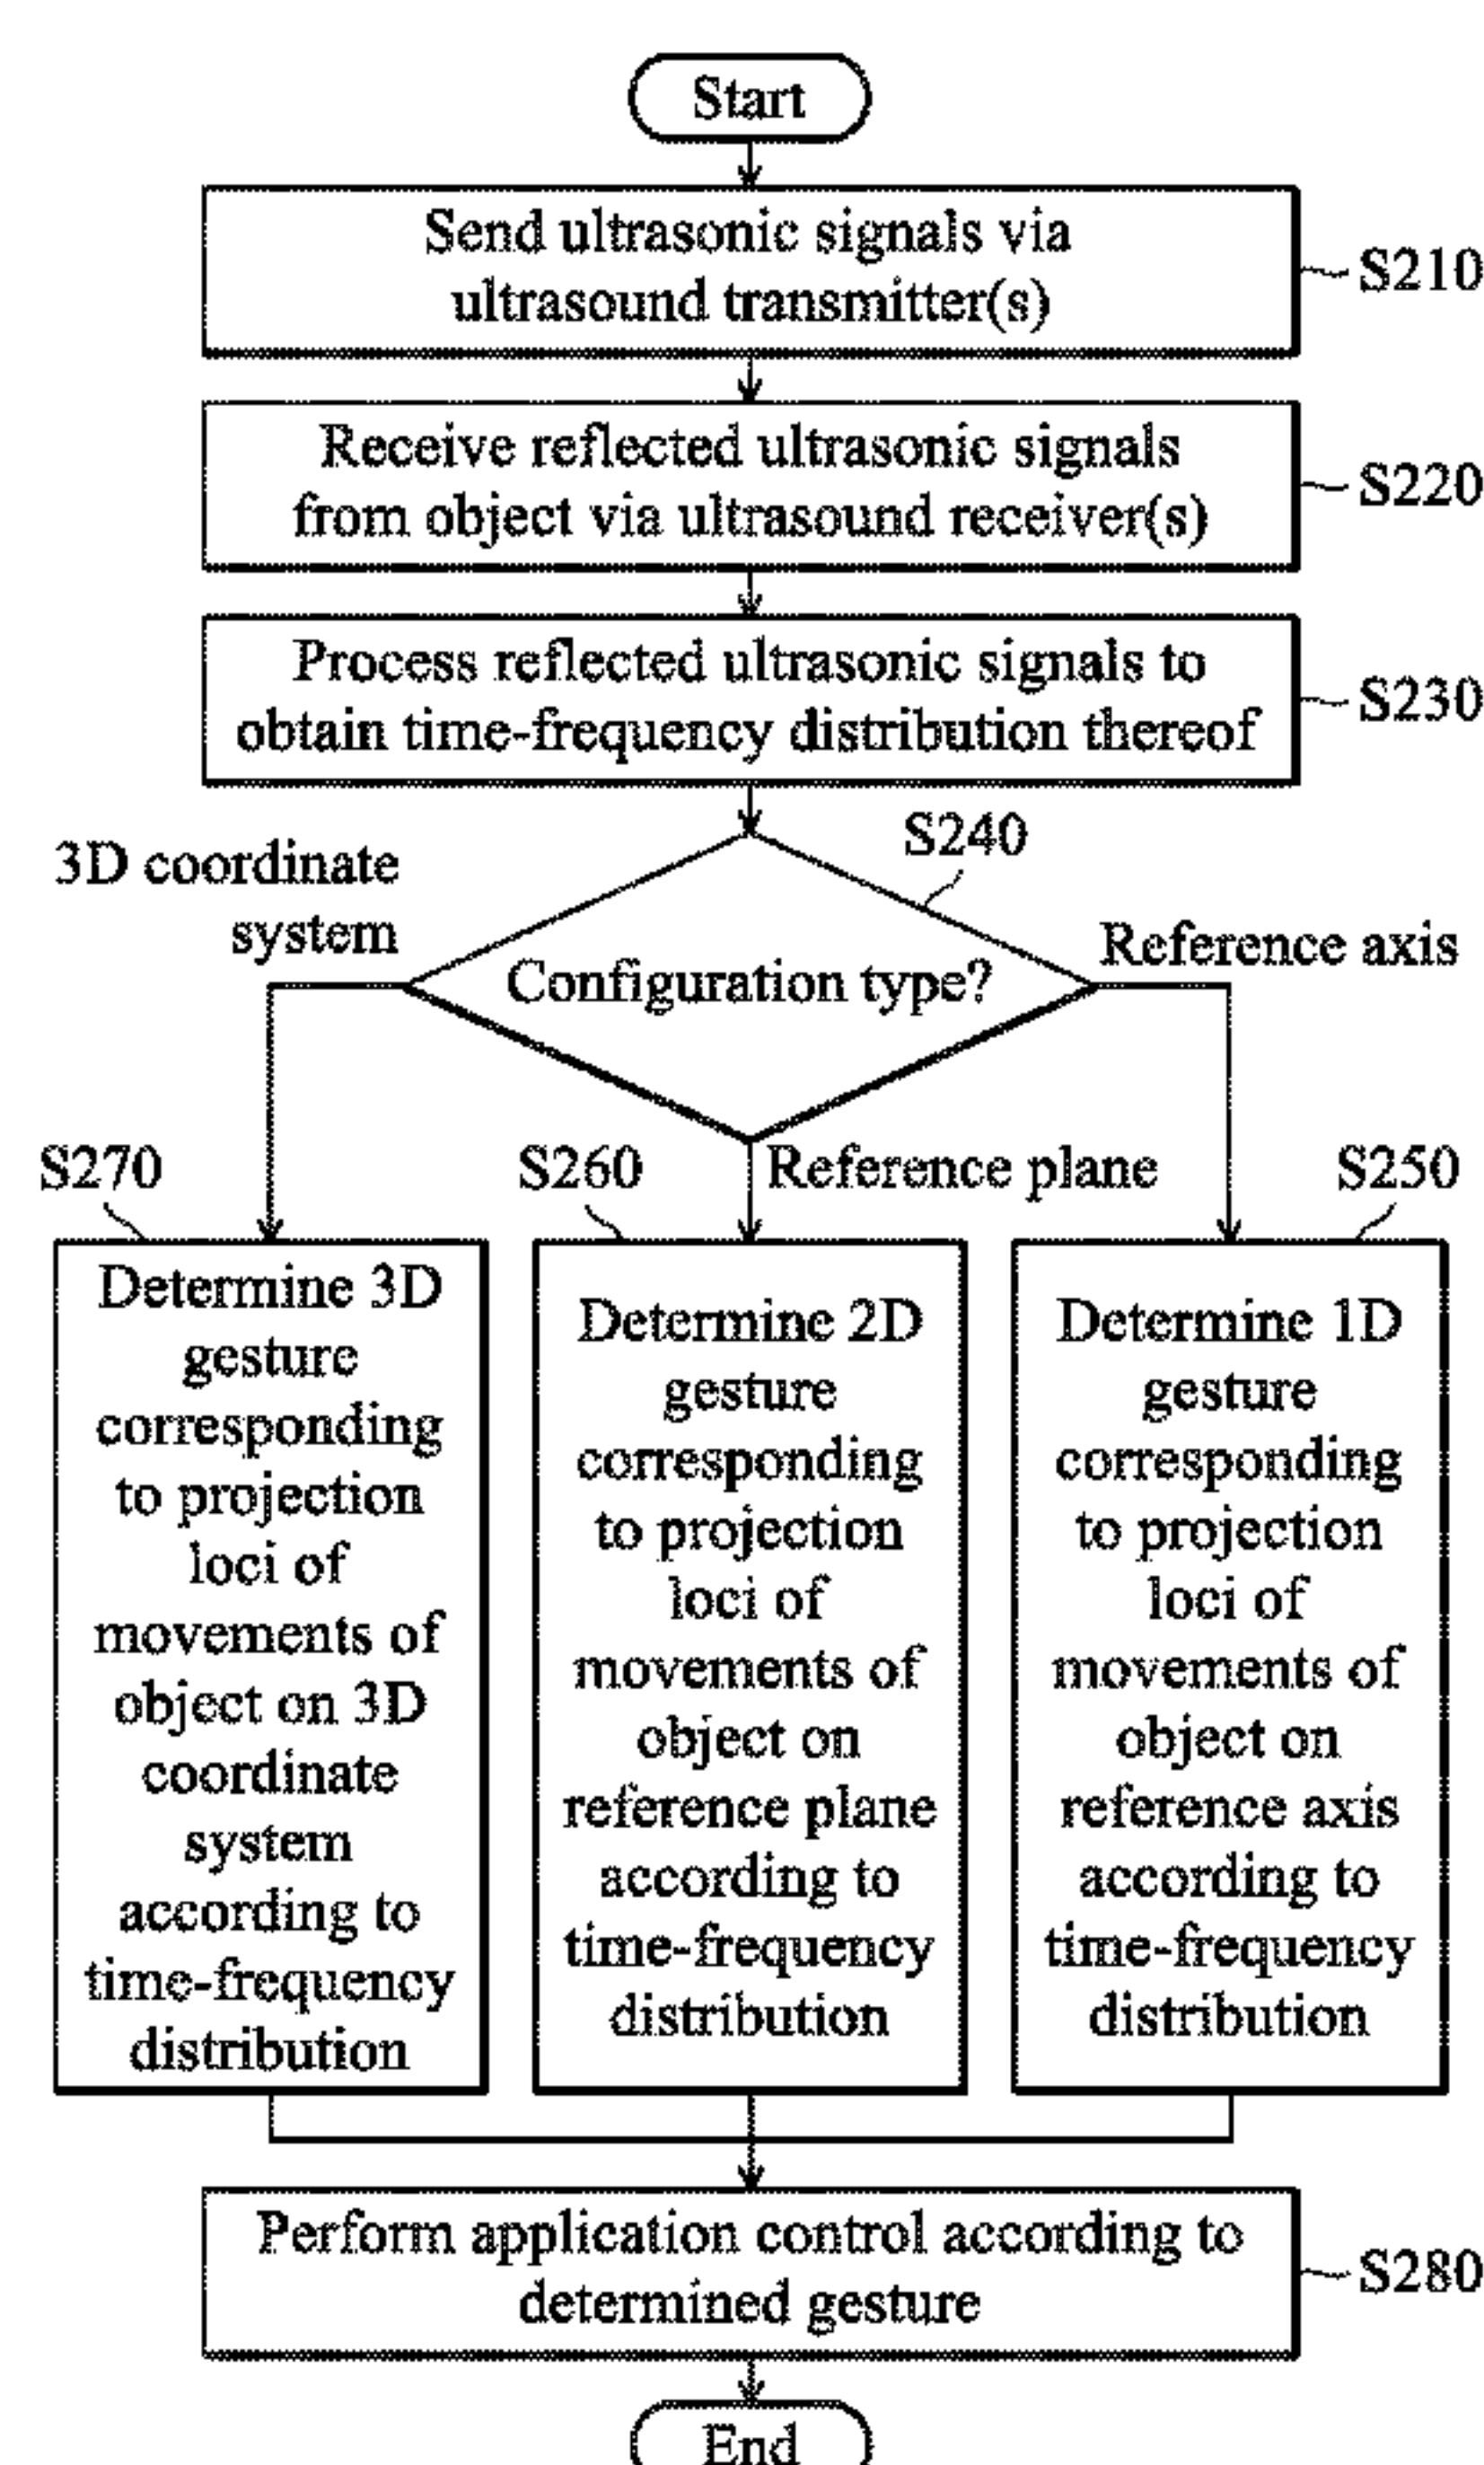 Start
Send ultrasonic signals via
ultrasound transmitter(s)
S210
Receive reflected ultrasonic signals
from object via ultrasound receiver(s)
S220
Process reflected ultrasonic signals to
obtain time-frequency distribution thereof
S230
S240
3D coordinate
system
Configuration type?
Reference axis
Reference plane
S270
Determine 3D
gesture
corresponding
to projection
loci of
movements of
object on 3D
coordinate
system
according to
time-frequency
distribution
S260
Determine 2D
gesture
corresponding
to projection
loci of
movements of
object on
reference plane
according to
time-frequency
distribution
S250
Determine 1D
gesture
corresponding
to projection
loci of
movements of
object on
reference axis
according to
time-frequency
distribution
Perform application control according to
determined gesture
S280
End